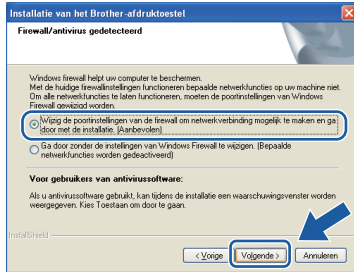 Installatie van het Brother-afdruktoestel
Firewall/antivirus gedetecteerd
Windows firewall helpt uw computer te beschermen.
Met de huidige firewallinstellingen functioneren bepaalde netwerkfuncties op uw machine niet.
Om alle netwerkfuncties te laten functioneren, moeten de poortinstellingen van Windows
Firewall gewijzigd worden.
Wijzig de poortinstellingen van de firewall om netwerkverbinding mogelijk te maken en ga
door met de installatie. (Aanbevolen)
Ga door zonder de instellingen van Windows Firewall te wijzigen. (Bepaalde
netwerkfuncties worden gedeactiveerd)
Voor gebruikers van antivirussoftware:
Als u antivirussoftware gebruikt, kan tijdens de installatie een waarschuwingsvenster worden
weergegeven. Kies Toestaan om door te gaan.
InstallShield
< Vorige Volgende > Annuleren